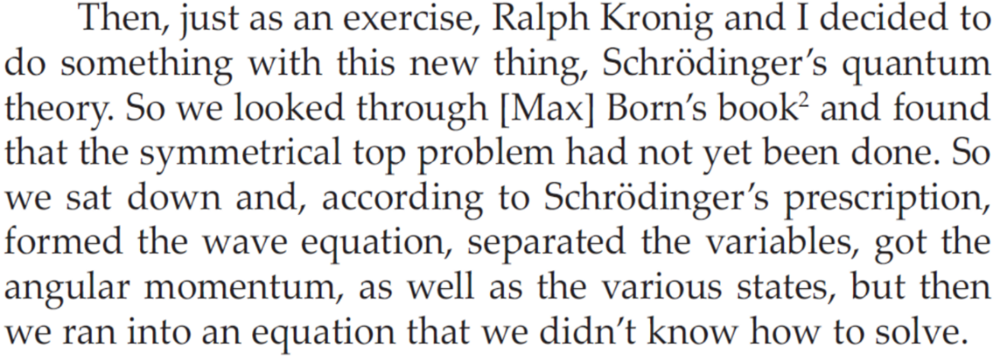 Then, just as an exercise, Ralph Kronig and I decided to
do something with this new thing, Schrödinger’s quantum
theory. So we looked through [Max] Born’s book² and found
that the symmetrical top problem had not yet been done. So
we sat down and, according to Schrödinger’s prescription,
formed the wave equation, separated the variables, got the
angular momentum, as well as the various states, but then
we ran into an equation that we didn’t know how to solve.